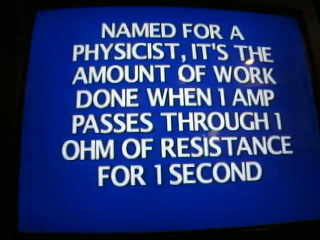 NAMED FOR A
PHYSICIST, IT'S THE
AMOUNT OF WORK
DONE WHEN 1 AMP
PASSES THROUGH 1
OHM OF RESISTANCE
FOR 1 SECOND